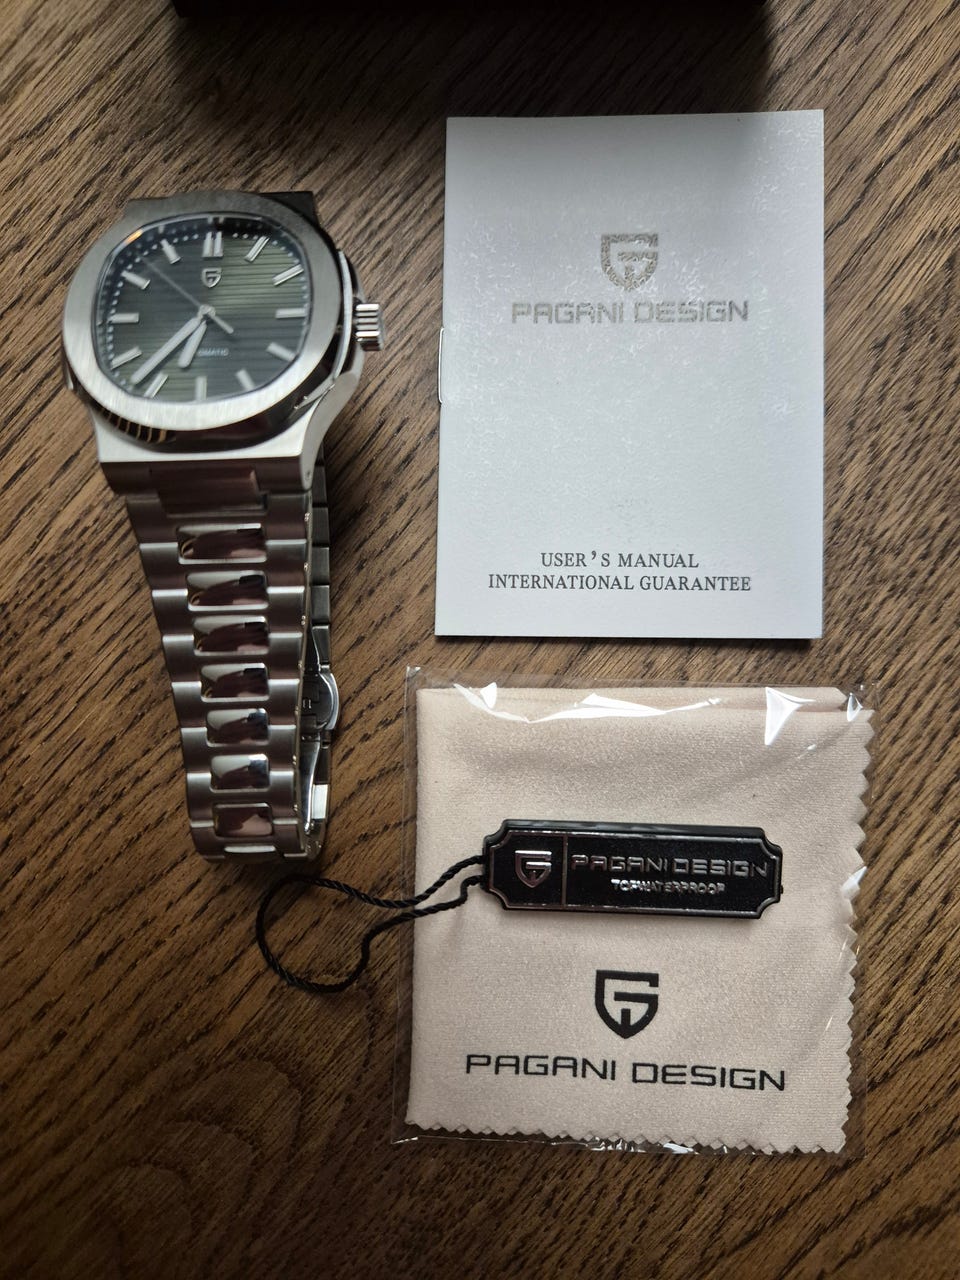 PAGANI DESIGN
USER'S MANUAL
INTERNATIONAL GUARANTEE
PAGANI DESIGN
TOPWATERPROOF
PAGANI DESIGN